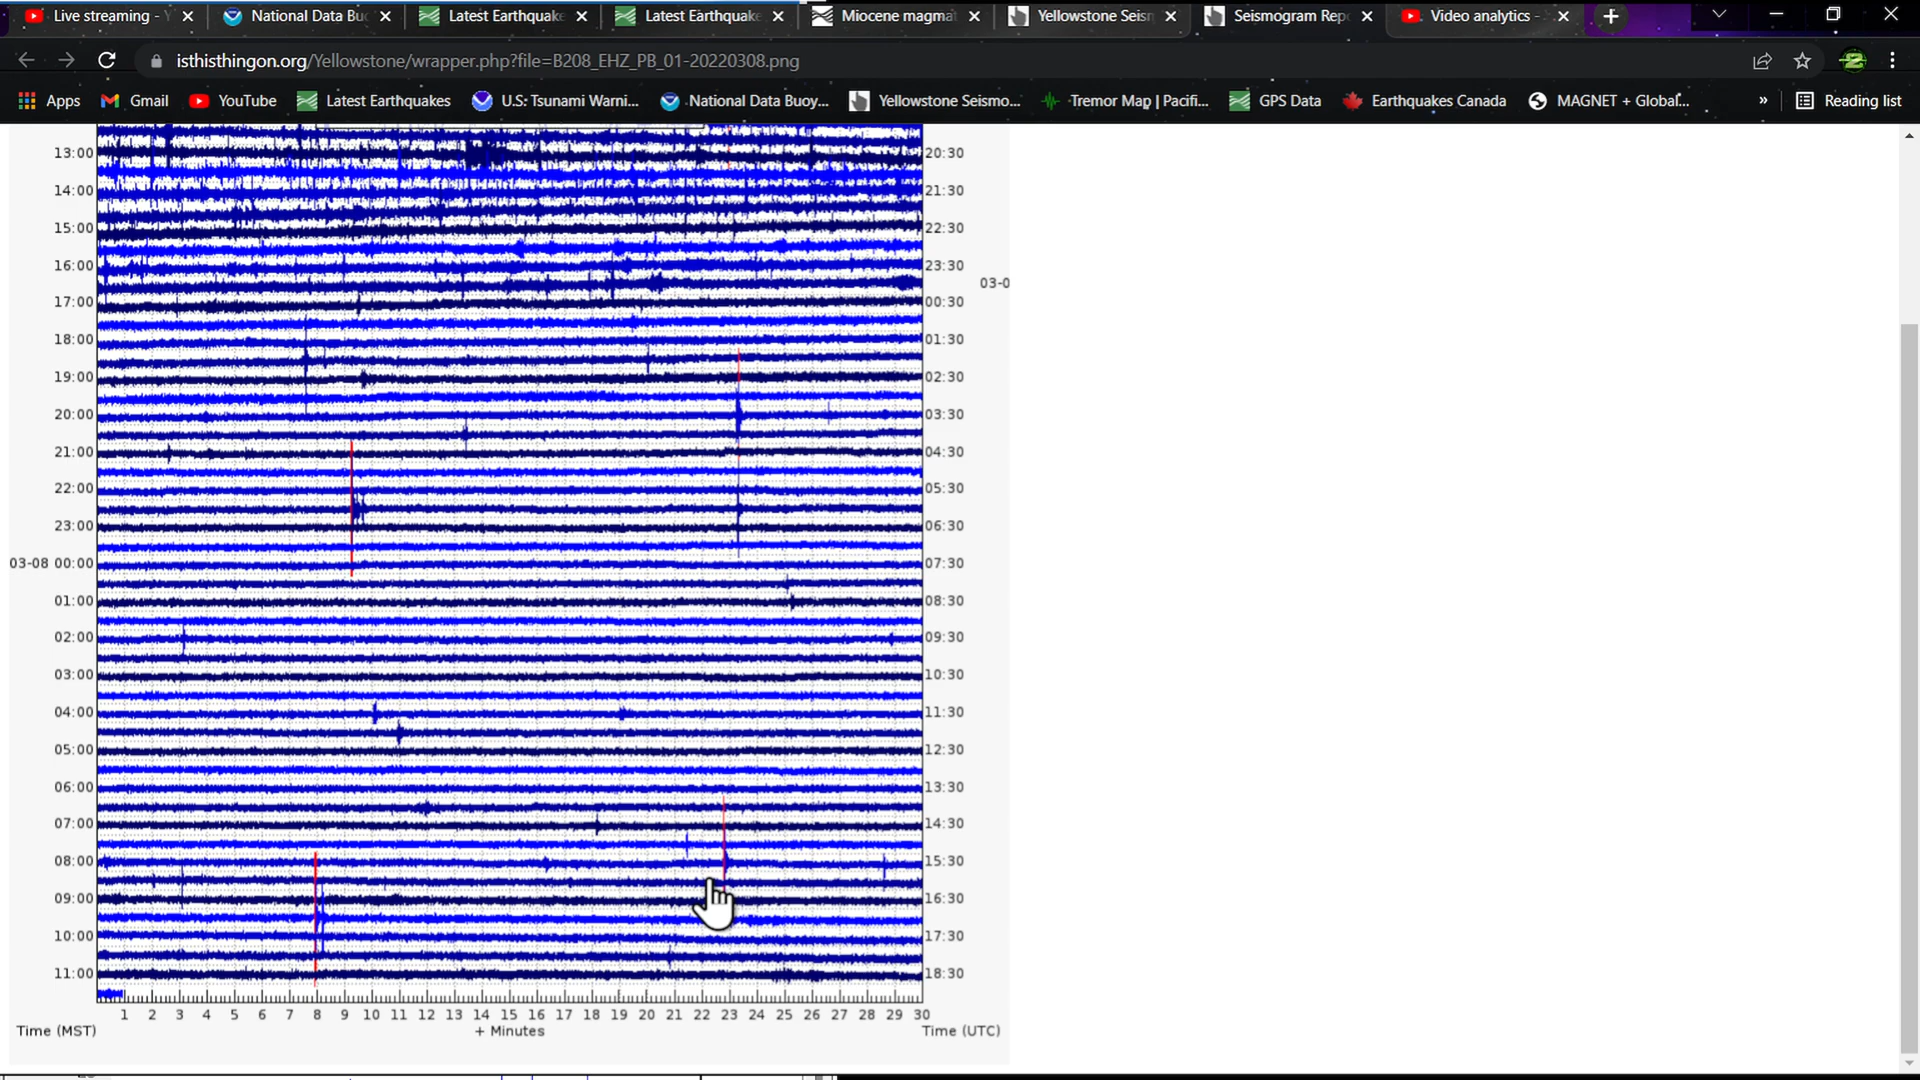 Live streaming - Y
National Data Buo
Latest Earthquake
Latest Earthquake
Miocene magmat
Yellowstone Seism
Seismogram Repo
Video analytics -
isthisthingon.org/Yellowstone/wrapper.php?file=B208_EHZ_PB_01-20220308.png
Apps
Gmail
YouTube
Latest Earthquakes
U.S. Tsunami Warni...
National Data Buoy...
Yellowstone Seismo...
Tremor Map | Pacifi...
GPS Data
Earthquakes Canada
MAGNET + Global...
»
Reading list
13:00 20:30
14:00 21:30
15:00 22:30
16:00 23:30
03-0
17:00 00:30
18:00 01:30
19:00 02:30
20:00 03:30
21:00 04:30
22:00 05:30
23:00 06:30
03-08 00:00 07:30
01:00 08:30
02:00 09:30
03:00 10:30
04:00 11:30
05:00 12:30
06:00 13:30
07:00 14:30
08:00 15:30
09:00 16:30
10:00 17:30
11:00 18:30
1 2 3 4 5 6 7 8 9 10 11 12 13 14 15 16 17 18 19 20 21 22 23 24 25 26 27 28 29 30
Time (MST) + Minutes Time (UTC)